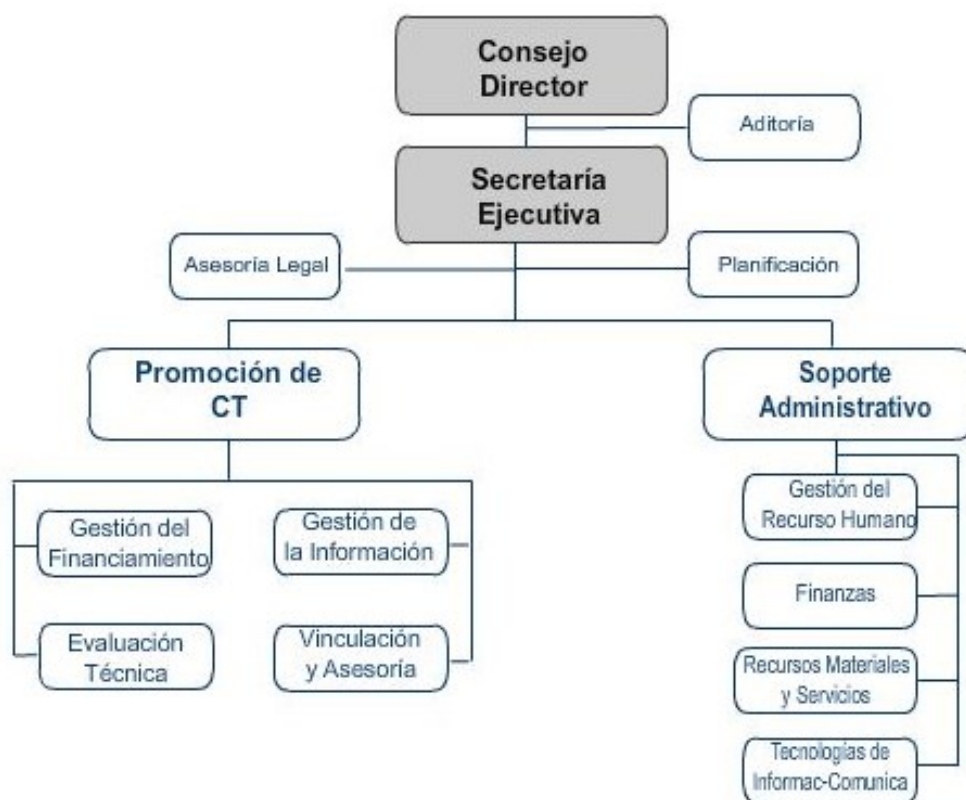 Consejo
Director
Aditoría
Secretaría
Ejecutiva
Asesoría Legal
Planificación
Promoción de
CT
Soporte
Administrativo
Gestión del
Financiamiento
Gestión de
la Información
Evaluación
Técnica
Vinculación
y Asesoría
Gestión del
Recurso Humano
Finanzas
Recursos Materiales
y Servicios
Tecnologías de
Informac-Comunica